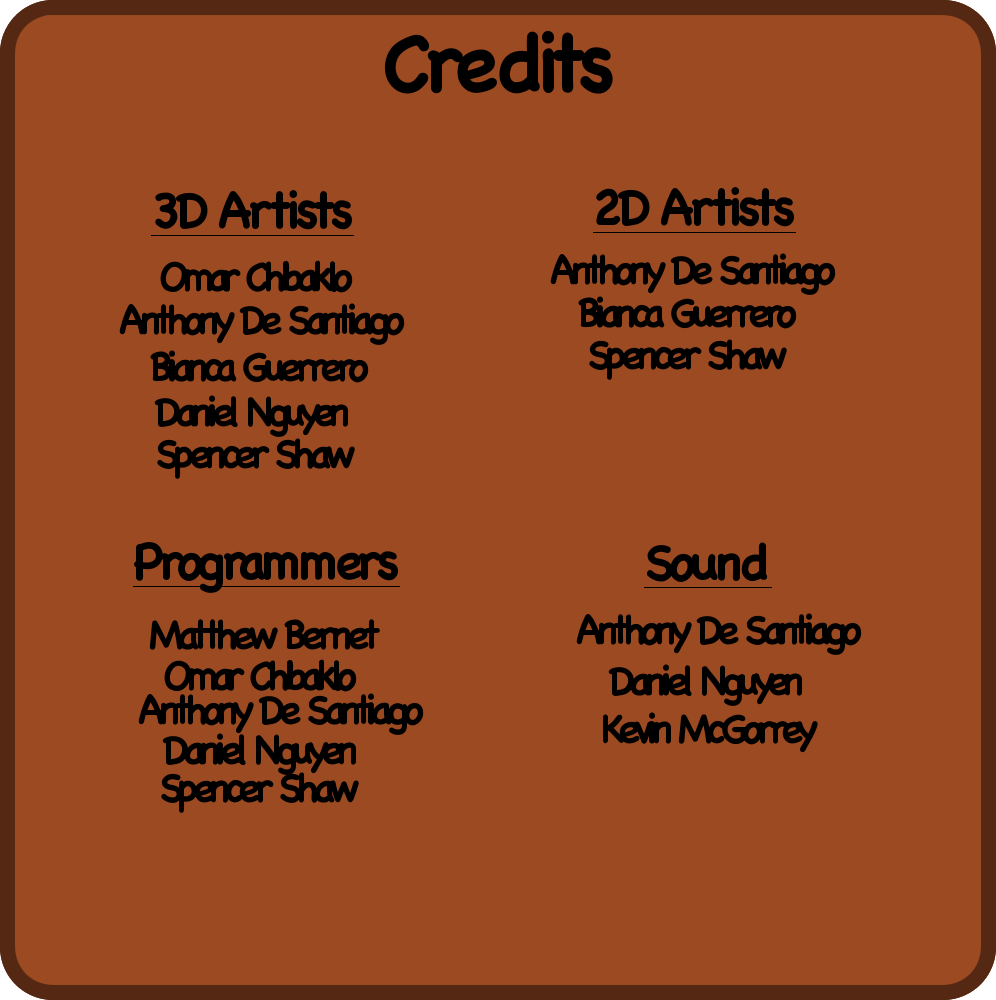 Credits
3D Artists
Omar Chbaklo
Anthony De Santiago
Bianca Guerrero
Daniel Nguyen
Spencer Shaw
2D Artists
Anthony De Santiago
Bianca Guerrero
Spencer Shaw
Programmers
Matthew Bernet
Omar Chbaklo
Anthony De Santiago
Daniel Nguyen
Spencer Shaw
Sound
Anthony De Santiago
Daniel Nguyen
Kevin McGorrey